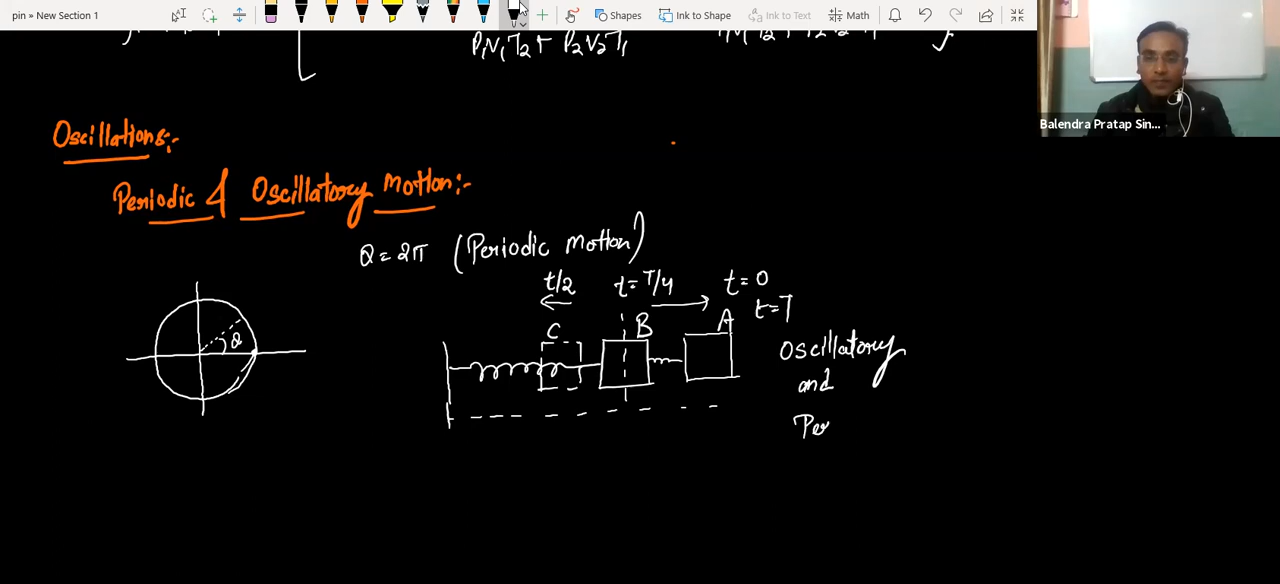 pin » New Section 1
Shapes
Ink to Shape
Ink to Text
Math
P₁V₁T₂ + P₂V₂T₁
Balendra Pratap Sin...
Oscillations:-
Periodic & Oscillatory Motion:-
Q = 2π (Periodic Motion)
t/2 t = T/4 t = 0
t = T
C B A
Q
Oscillatory
and
Per